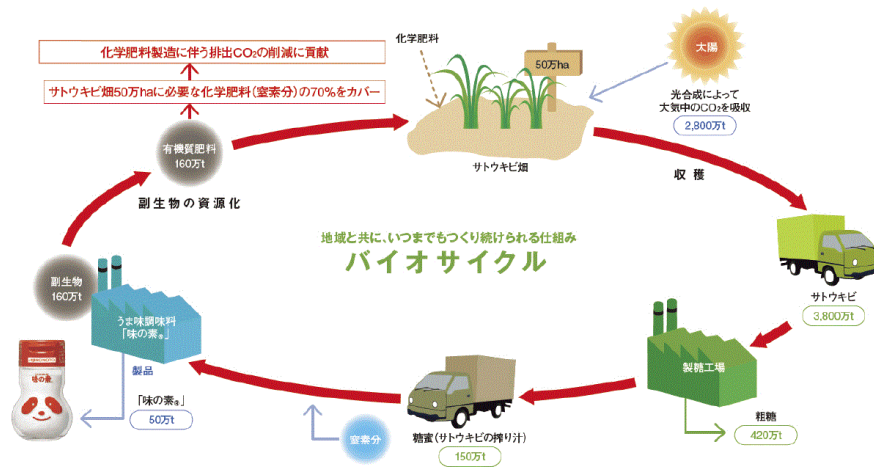 化学肥料製造に伴う排出CO₂の削減に貢献
サトウキビ畑50万haに必要な化学肥料(窒素分)の70%をカバー
有機質肥料
160万t
副生物の資源化
化学肥料
50万ha
サトウキビ畑
太陽
光合成によって
大気中のCO₂を吸収
2,800万t
収穫
サトウキビ
3,800万t
地域と共に、いつまでもつくり続けられる仕組み
バイオサイクル
副生物
160万t
うま味調味料
「味の素®」
製品
味の素
「味の素®」
50万t
窒素分
糖蜜(サトウキビの搾り汁)
150万t
製糖工場
粗糖
420万t